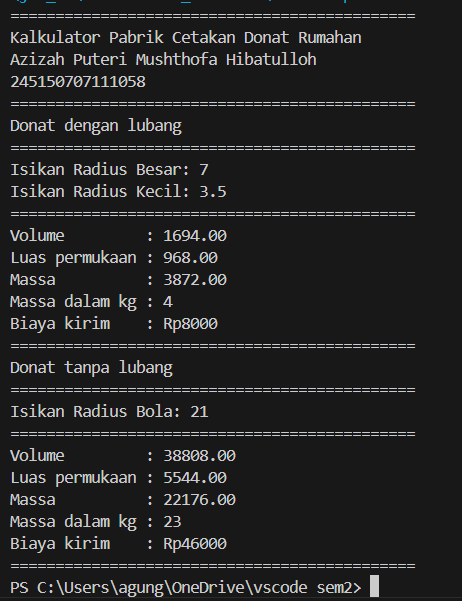 =============================================
Kalkulator Pabrik Cetakan Donat Rumahan
Azizah Puteri Mushthofa Hibatulloh
245150707111058
=============================================
Donat dengan lubang
=============================================
Isikan Radius Besar: 7
Isikan Radius Kecil: 3.5
=============================================
Volume         : 1694.00
Luas permukaan : 968.00
Massa          : 3872.00
Massa dalam kg : 4
Biaya kirim    : Rp8000
=============================================
Donat tanpa lubang
=============================================
Isikan Radius Bola: 21
=============================================
Volume         : 38808.00
Luas permukaan : 5544.00
Massa          : 22176.00
Massa dalam kg : 23
Biaya kirim    : Rp46000
=============================================
PS C:\Users\agung\OneDrive\vscode sem2>